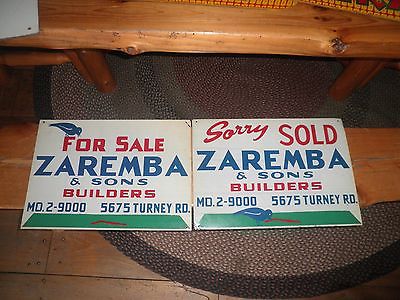 FOR SALE
ZAREMBA
& SONS
BUILDERS
MO. 2-9000 5675 TURNEY RD.
Sorry SOLD
ZAREMBA
& SONS
BUILDERS
MO. 2-9000 5675 TURNEY RD.